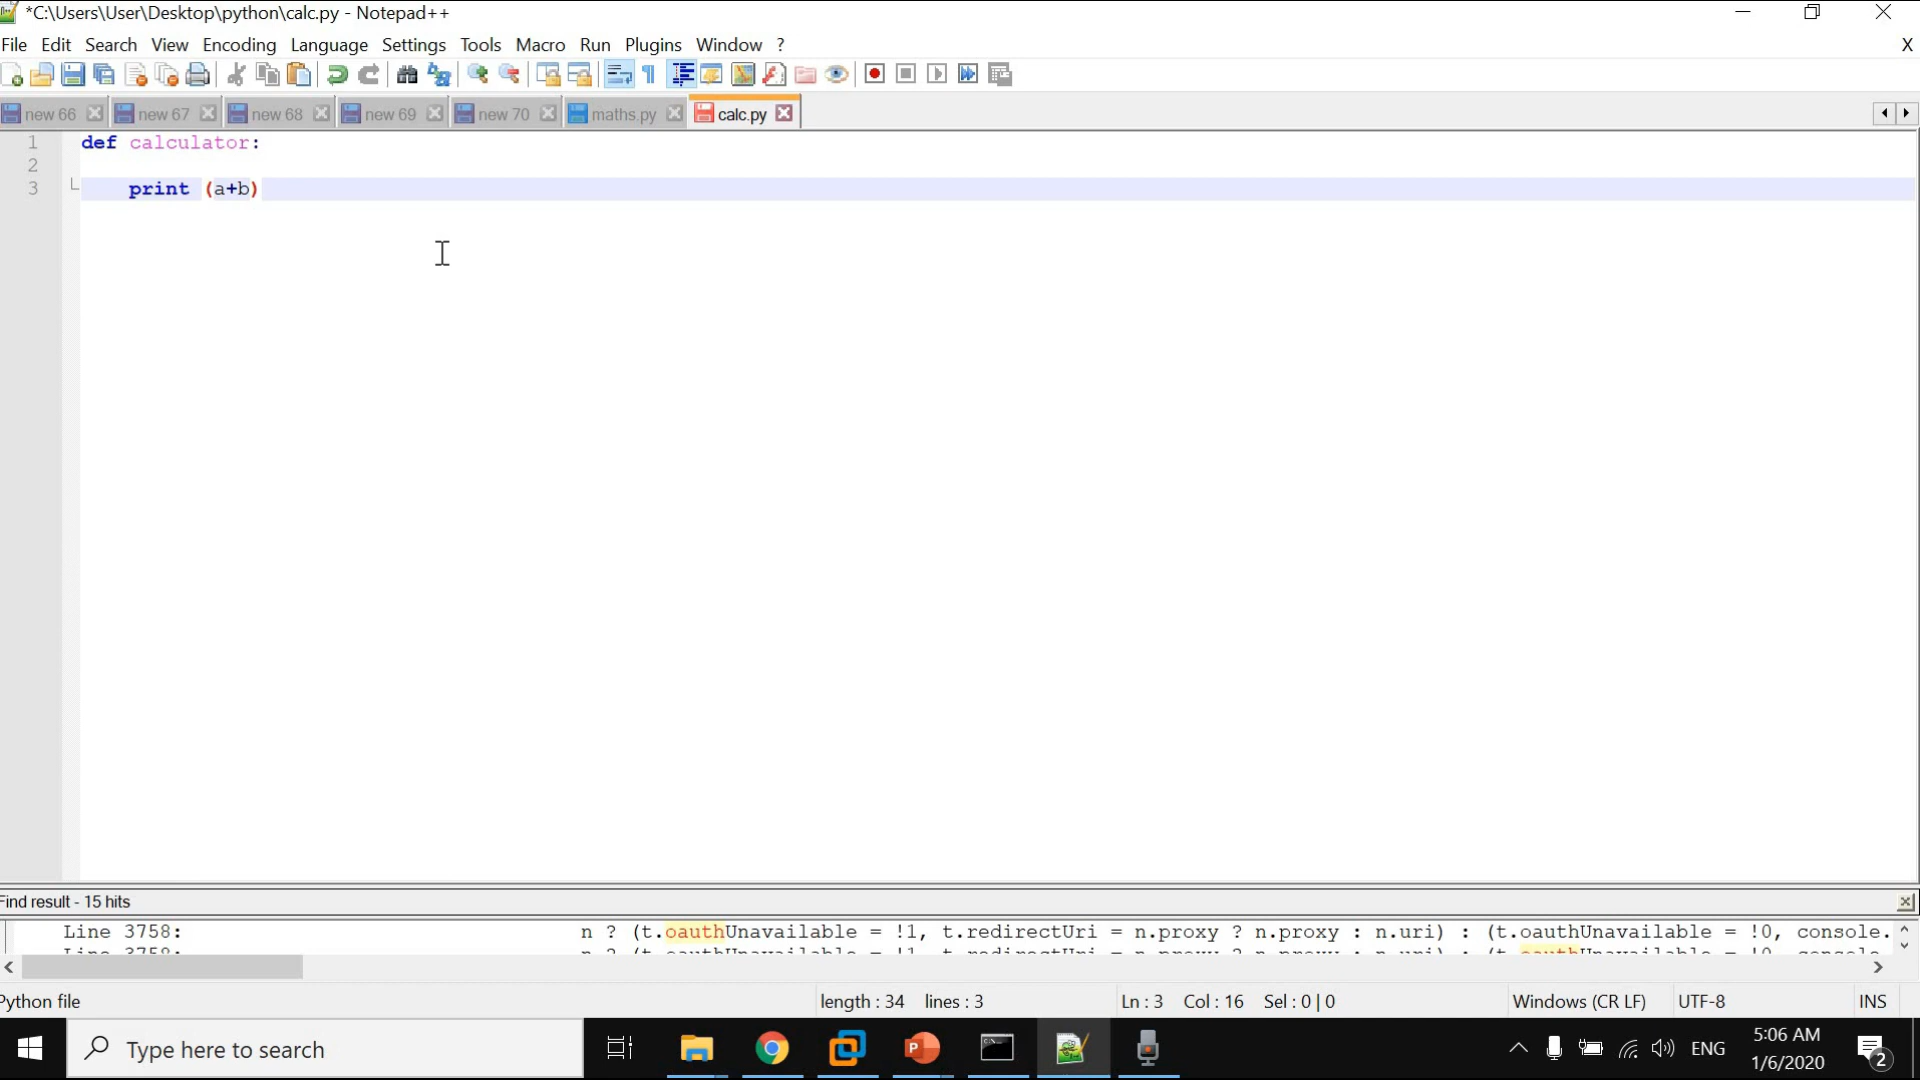 *C:\Users\User\Desktop\python\calc.py - Notepad++
File Edit Search View Encoding Language Settings Tools Macro Run Plugins Window ? X
new 66 new 67 new 68 new 69 new 70 maths.py calc.py
1 def calculator:
2
3 print (a+b)
Find result - 15 hits
Line 3758: n ? (t.oauthUnavailable = !1, t.redirectUri = n.proxy ? n.proxy : n.uri) : (t.oauthUnavailable = !0, console.
Python file length : 34 lines : 3 Ln : 3 Col : 16 Sel : 0 | 0 Windows (CR LF) UTF-8 INS
Type here to search ENG 5:06 AM
1/6/2020
2